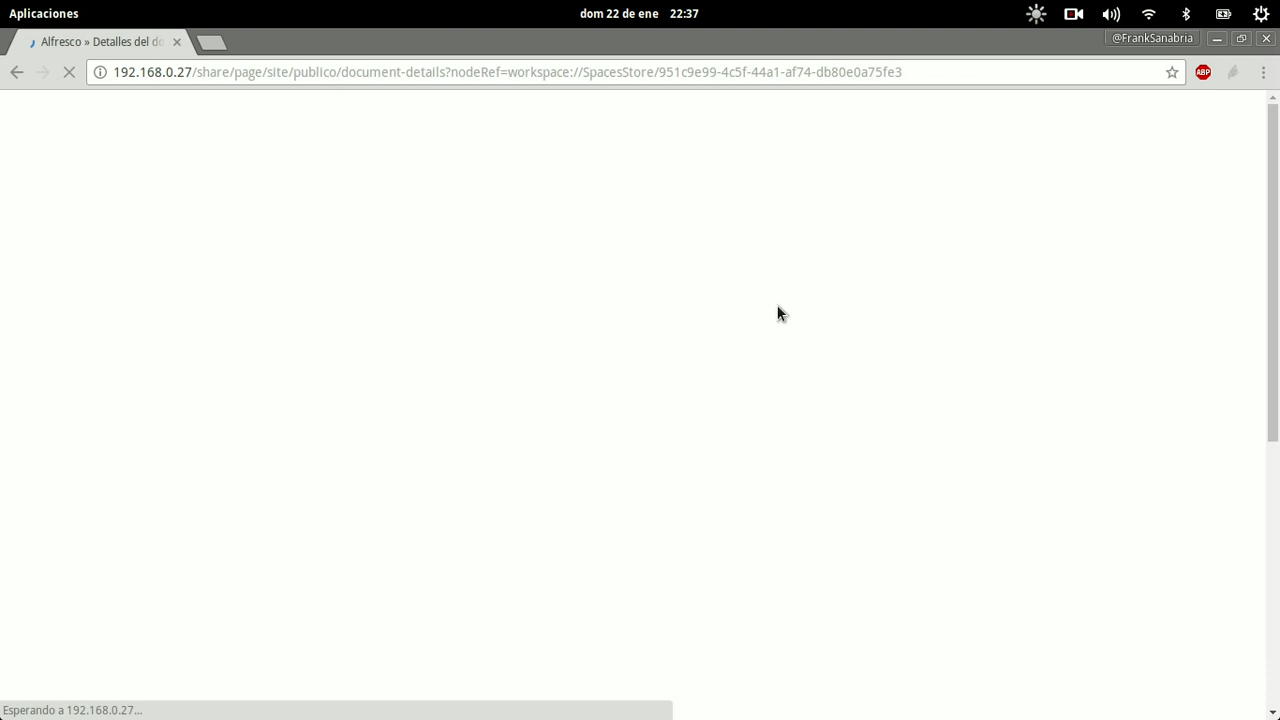 Aplicaciones
dom 22 de ene 22:37
Alfresco » Detalles del do
@FrankSanabria
192.168.0.27/share/page/site/publico/document-details?nodeRef=workspace://SpacesStore/951c9e99-4c5f-44a1-af74-db80e0a75fe3
ABP
Esperando a 192.168.0.27...